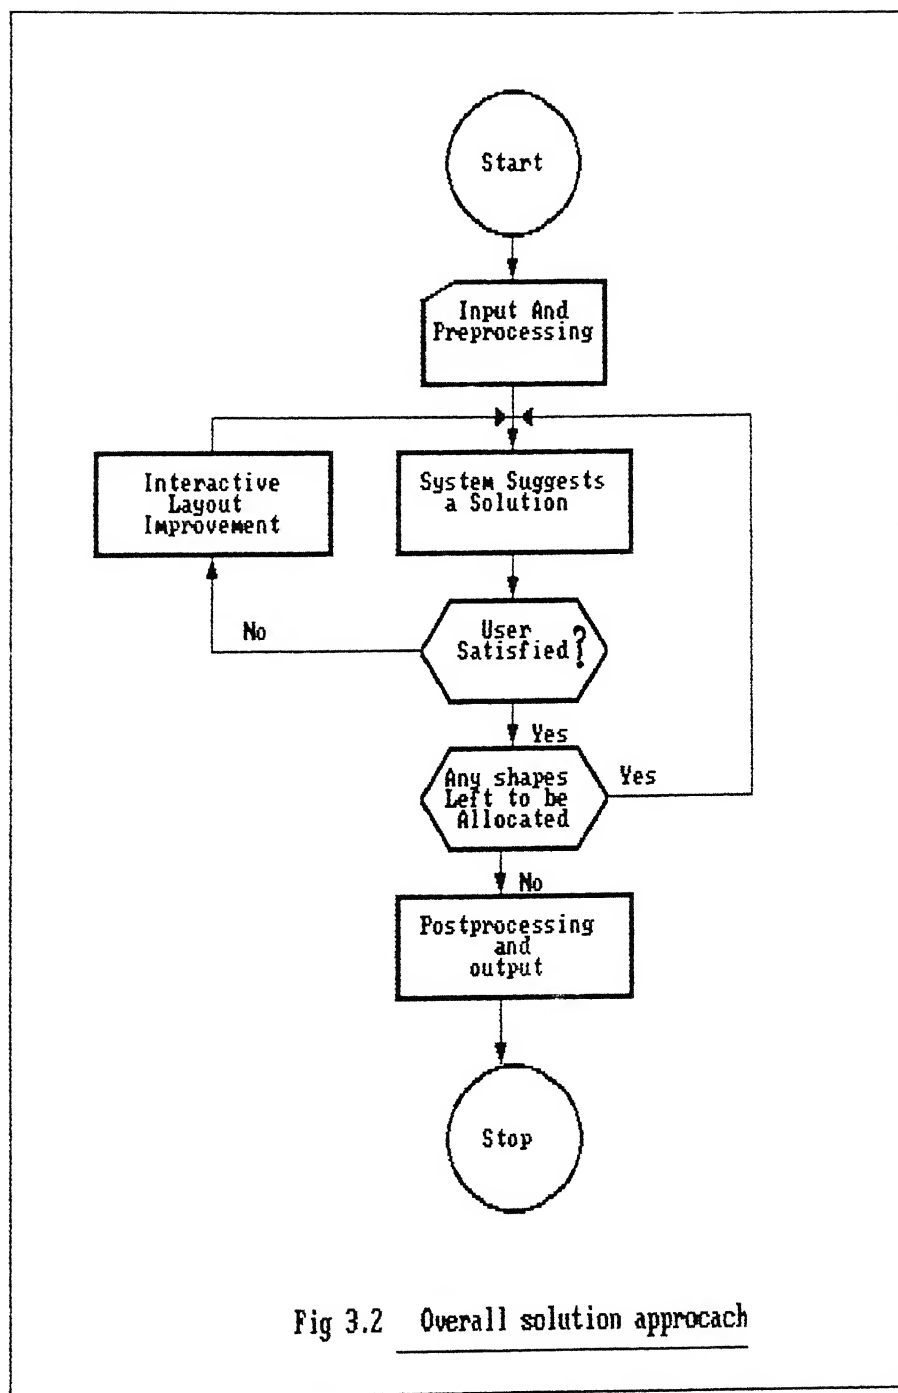 Start
Input And
Preprocessing
Interactive
Layout
Improvement
System Suggests
a Solution
No
User
Satisfied?
Yes
Any shapes
Left to be
Allocated
Yes
No
Postprocessing
and
output
Stop
Fig 3.2 Overall solution approcach